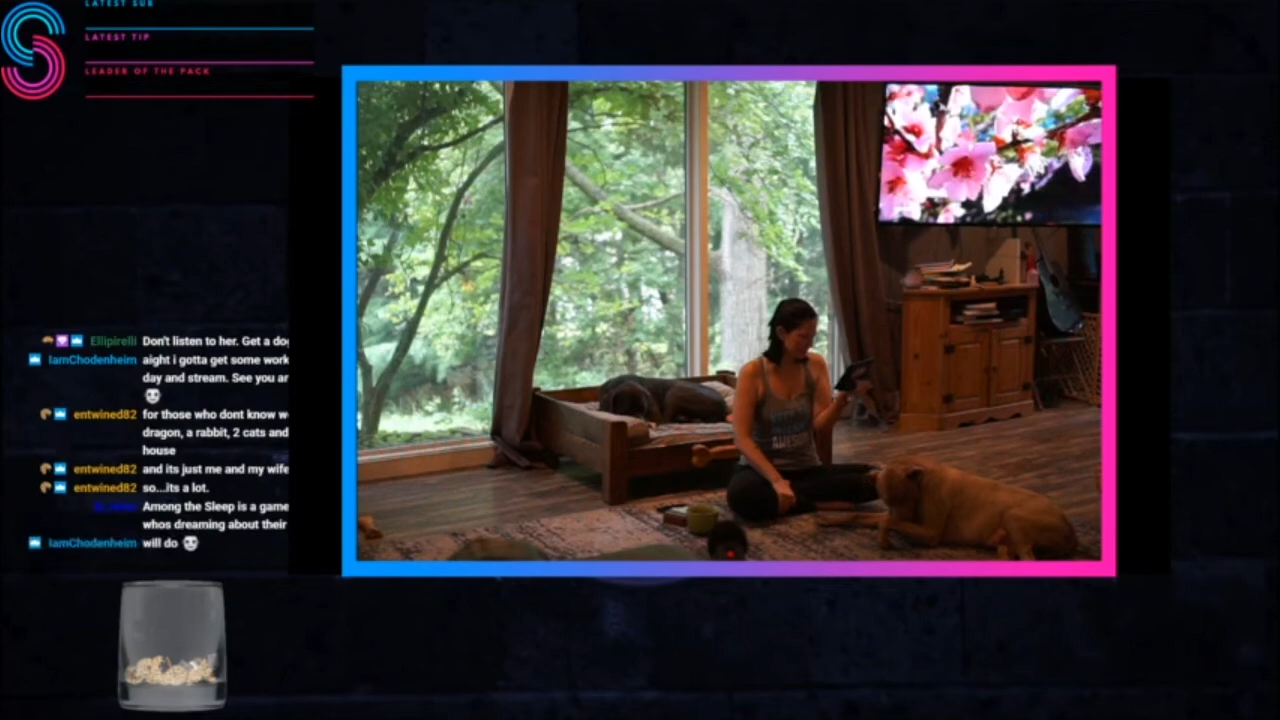 LATEST SUB
LATEST TIP
LEADER OF THE PACK
Ellipirelli Don't listen to her. Get a do
IamChodenheim aight i gotta get some work
day and stream. See you
entwined82 for those who dont know
dragon, a rabbit, 2 cats and
house
entwined82 and its just me and my wife
entwined82 so...its a lot.
Among the Sleep is a game
whos dreaming about their
IamChodenheim will do
AWESOME